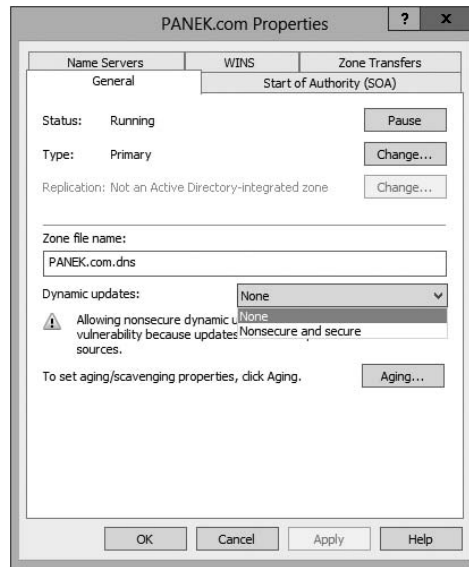 PANEK.com Properties
? x
Name Servers WINS Zone Transfers
General Start of Authority (SOA)
Status: Running Pause
Type: Primary Change...
Replication: Not an Active Directory-integrated zone Change...
Zone file name:
PANEK.com.dns
Dynamic updates: None
None
Nonsecure and secure
Allowing nonsecure dynamic
vulnerability because updates
sources.
To set aging/scavenging properties, click Aging. Aging...
OK Cancel Apply Help